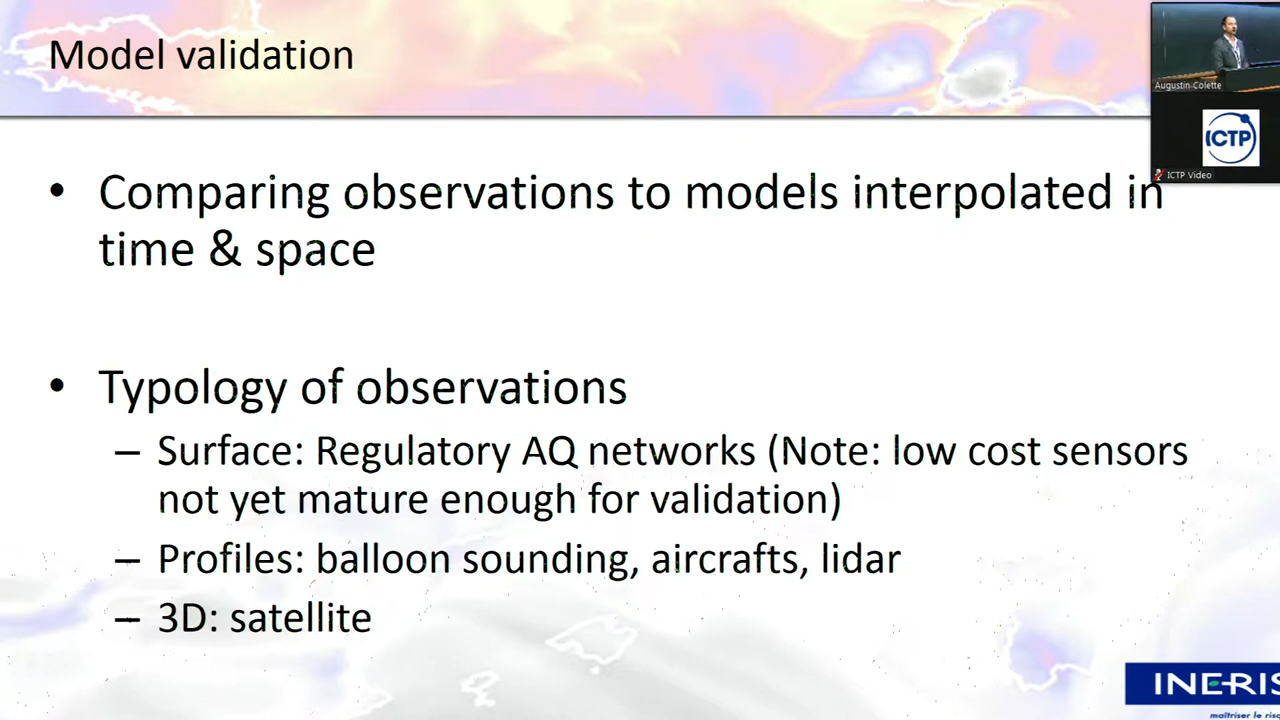 Model validation
Augustin Colette
ICTP
ICTP Video
• Comparing observations to models interpolated in
time & space
• Typology of observations
– Surface: Regulatory AQ networks (Note: low cost sensors
not yet mature enough for validation)
– Profiles: balloon sounding, aircrafts, lidar
– 3D: satellite
INERIS
maîtriser le